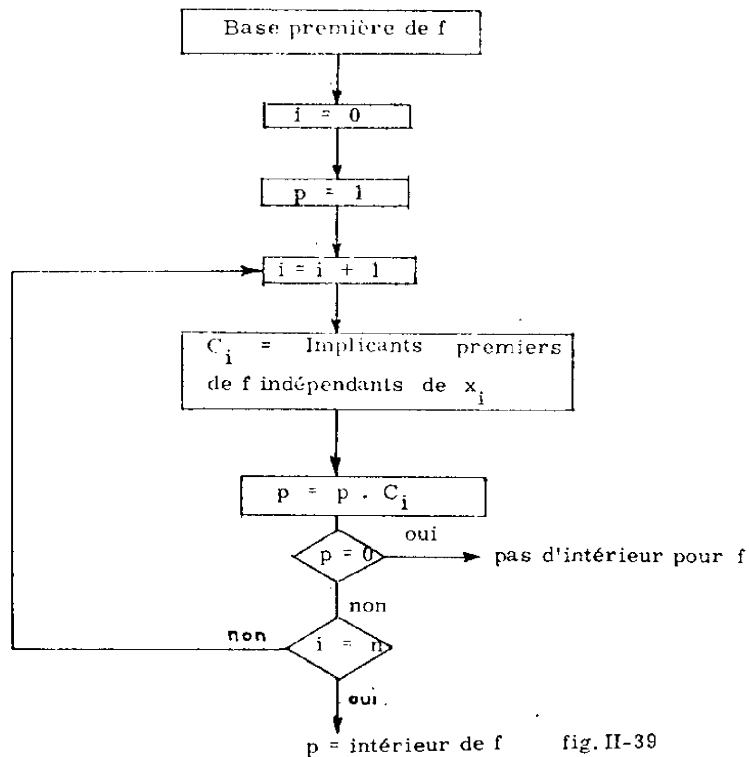 Base première de f
i = 0
p = 1
i = i + 1
C_i = Implicants premiers
de f indépendants de x_i
p = p . C_i
oui
p = 0
pas d'intérieur pour f
non
non
i = n
oui.
p = intérieur de f
fig. II-39